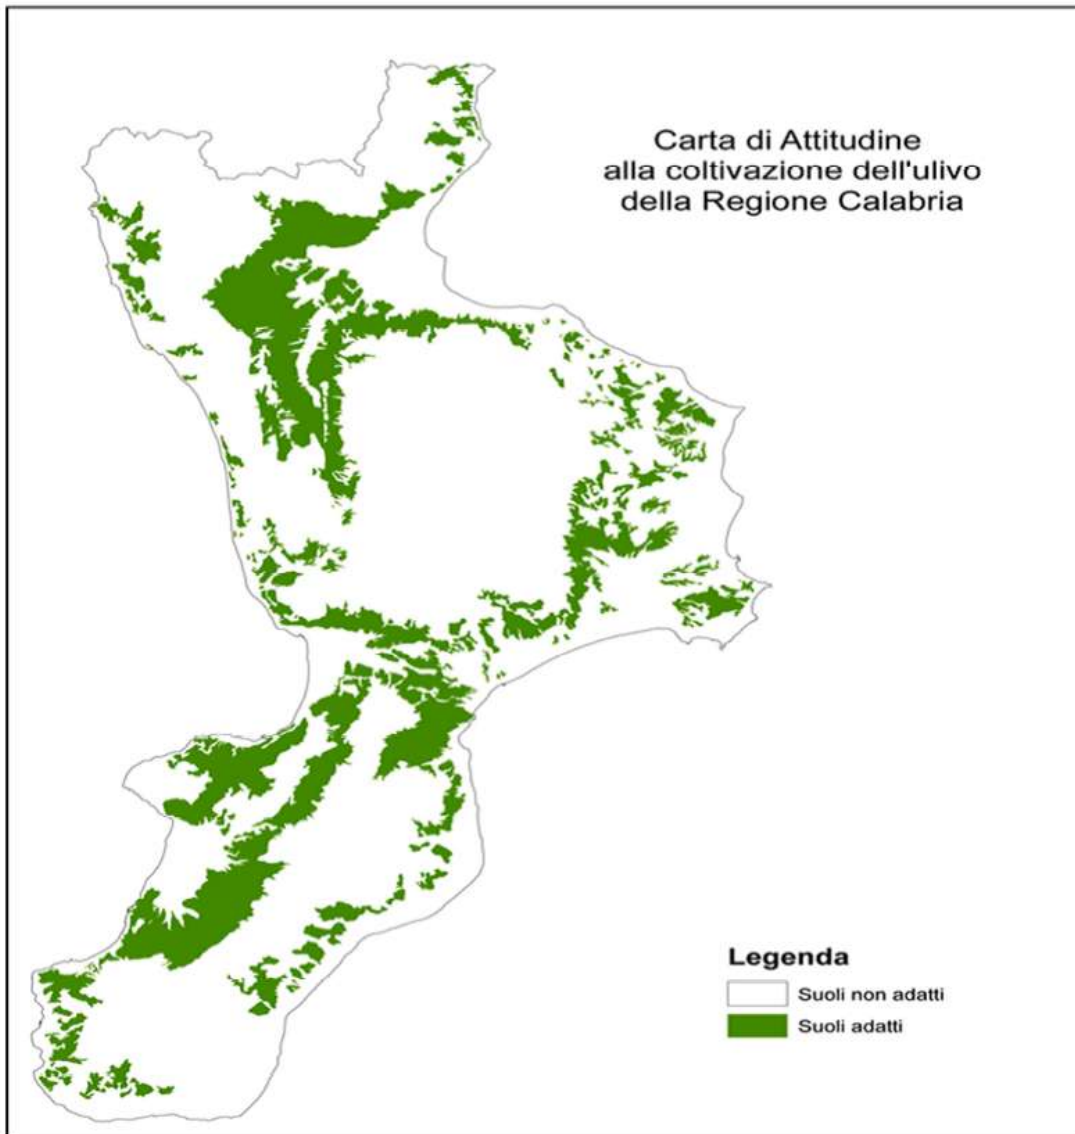 Carta di Attitudine
alla coltivazione dell'ulivo
della Regione Calabria
Legenda
Suoli non adatti
Suoli adatti